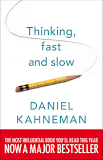 Thinking,
fast and slow
DANIEL
KAHNEMAN
THE MOST INFLUENTIAL BOOK YOU'LL READ THIS YEAR
NOW A MAJOR BESTSELLER